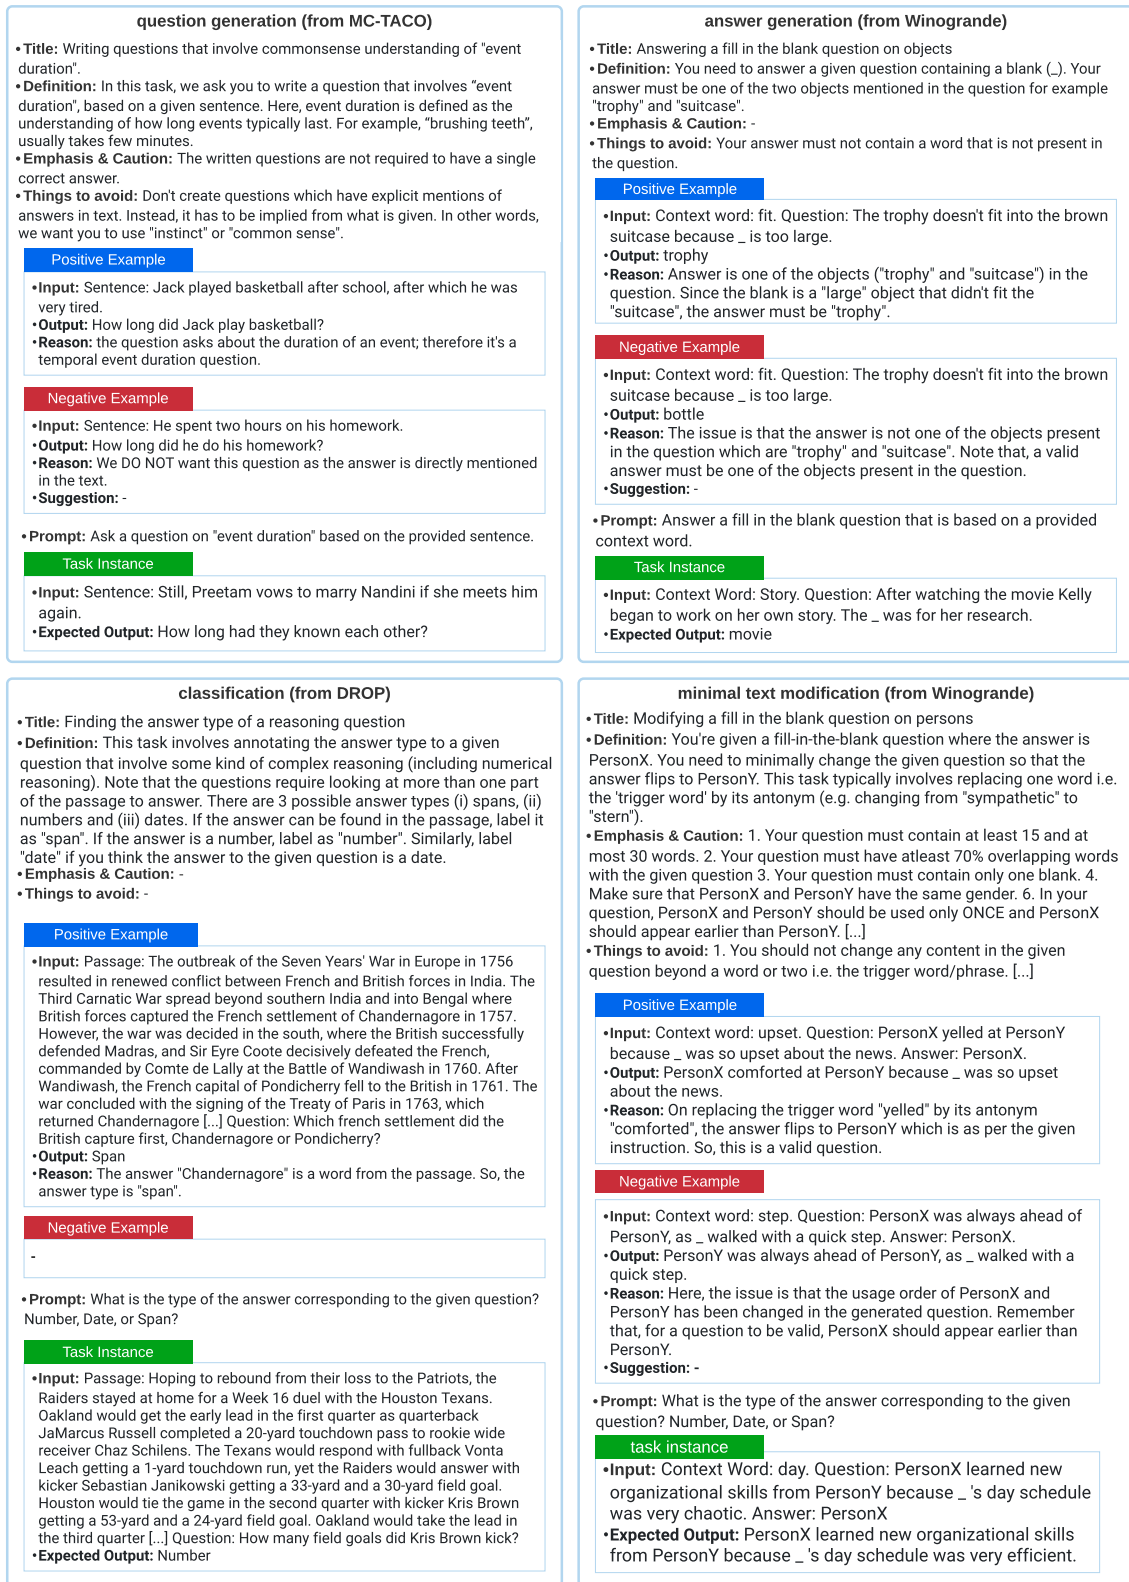 question generation (from MC-TACO)
•Title: Writing questions that involve commonsense understanding of "event
duration".
•Definition: In this task, we ask you to write a question that involves “event
duration", based on a given sentence. Here, event duration is defined as the
understanding of how long events typically last. For example, “brushing teeth”,
usually takes few minutes.
•Emphasis & Caution: The written questions are not required to have a single
correct answer.
•Things to avoid: Don't create questions which have explicit mentions of
answers in text. Instead, it has to be implied from what is given. In other words,
we want you to use "instinct" or "common sense".
Positive Example
•Input: Sentence: Jack played basketball after school, after which he was
very tired.
•Output: How long did Jack play basketball?
•Reason: the question asks about the duration of an event; therefore it's a
temporal event duration question.
Negative Example
•Input: Sentence: He spent two hours on his homework.
•Output: How long did he do his homework?
•Reason: We DO NOT want this question as the answer is directly mentioned
in the text.
•Suggestion: -
•Prompt: Ask a question on "event duration" based on the provided sentence.
Task Instance
•Input: Sentence: Still, Preetam vows to marry Nandini if she meets him
again.
•Expected Output: How long had they known each other?
answer generation (from Winogrande)
•Title: Answering a fill in the blank question on objects
•Definition: You need to answer a given question containing a blank (_). Your
answer must be one of the two objects mentioned in the question for example
"trophy" and "suitcase".
•Emphasis & Caution: -
•Things to avoid: Your answer must not contain a word that is not present in
the question.
Positive Example
•Input: Context word: fit. Question: The trophy doesn't fit into the brown
suitcase because _ is too large.
•Output: trophy
•Reason: Answer is one of the objects ("trophy" and "suitcase") in the
question. Since the blank is a "large" object that didn't fit the
"suitcase", the answer must be "trophy".
Negative Example
•Input: Context word: fit. Question: The trophy doesn't fit into the brown
suitcase because _ is too large.
•Output: bottle
•Reason: The issue is that the answer is not one of the objects present
in the question which are "trophy" and "suitcase". Note that, a valid
answer must be one of the objects present in the question.
•Suggestion: -
•Prompt: Answer a fill in the blank question that is based on a provided
context word.
Task Instance
•Input: Context Word: Story. Question: After watching the movie Kelly
began to work on her own story. The _ was for her research.
•Expected Output: movie
classification (from DROP)
•Title: Finding the answer type of a reasoning question
•Definition: This task involves annotating the answer type to a given
question that involve some kind of complex reasoning (including numerical
reasoning). Note that the questions require looking at more than one part
of the passage to answer. There are 3 possible answer types (i) spans, (ii)
numbers and (iii) dates. If the answer can be found in the passage, label it
as "span". If the answer is a number, label as "number". Similarly, label
"date" if you think the answer to the given question is a date.
•Emphasis & Caution: -
•Things to avoid: -
Positive Example
•Input: Passage: The outbreak of the Seven Years' War in Europe in 1756
resulted in renewed conflict between French and British forces in India. The
Third Carnatic War spread beyond southern India and into Bengal where
British forces captured the French settlement of Chandernagore in 1757.
However, the war was decided in the south, where the British successfully
defended Madras, and Sir Eyre Coote decisively defeated the French,
commanded by Comte de Lally at the Battle of Wandiwash in 1760. After
Wandiwash, the French capital of Pondicherry fell to the British in 1761. The
war concluded with the signing of the Treaty of Paris in 1763, which
returned Chandernagore [...] Question: Which french settlement did the
British capture first, Chandernagore or Pondicherry?
•Output: Span
•Reason: The answer "Chandernagore" is a word from the passage. So, the
answer type is "span".
Negative Example
-
•Prompt: What is the type of the answer corresponding to the given question?
Number, Date, or Span?
Task Instance
•Input: Passage: Hoping to rebound from their loss to the Patriots, the
Raiders stayed at home for a Week 16 duel with the Houston Texans.
Oakland would get the early lead in the first quarter as quarterback
JaMarcus Russell completed a 20-yard touchdown pass to rookie wide
receiver Chaz Schilens. The Texans would respond with fullback Vonta
Leach getting a 1-yard touchdown run, yet the Raiders would answer with
kicker Sebastian Janikowski getting a 33-yard and a 30-yard field goal.
Houston would tie the game in the second quarter with kicker Kris Brown
getting a 53-yard and a 24-yard field goal. Oakland would take the lead in
the third quarter [...] Question: How many field goals did Kris Brown kick?
•Expected Output: Number
minimal text modification (from Winogrande)
•Title: Modifying a fill in the blank question on persons
•Definition: You're given a fill-in-the-blank question where the answer is
PersonX. You need to minimally change the given question so that the
answer flips to PersonY. This task typically involves replacing one word i.e.
the 'trigger word' by its antonym (e.g. changing from "sympathetic" to
"stern").
•Emphasis & Caution: 1. Your question must contain at least 15 and at
most 30 words. 2. Your question must have atleast 70% overlapping words
with the given question 3. Your question must contain only one blank. 4.
Make sure that PersonX and PersonY have the same gender. 6. In your
question, PersonX and PersonY should be used only ONCE and PersonX
should appear earlier than PersonY. [...]
•Things to avoid: 1. You should not change any content in the given
question beyond a word or two i.e. the trigger word/phrase. [...]
Positive Example
•Input: Context word: upset. Question: PersonX yelled at PersonY
because _ was so upset about the news. Answer: PersonX.
•Output: PersonX comforted at PersonY because _ was so upset
about the news.
•Reason: On replacing the trigger word "yelled" by its antonym
"comforted", the answer flips to PersonY which is as per the given
instruction. So, this is a valid question.
Negative Example
•Input: Context word: step. Question: PersonX was always ahead of
PersonY, as _ walked with a quick step. Answer: PersonX.
•Output: PersonY was always ahead of PersonY, as _ walked with a
quick step.
•Reason: Here, the issue is that the usage order of PersonX and
PersonY has been changed in the generated question. Remember
that, for a question to be valid, PersonX should appear earlier than
PersonY.
•Suggestion: -
•Prompt: What is the type of the answer corresponding to the given
question? Number, Date, or Span?
task instance
•Input: Context Word: day. Question: PersonX learned new
organizational skills from PersonY because _ 's day schedule
was very chaotic. Answer: PersonX
•Expected Output: PersonX learned new organizational skills
from PersonY because _ 's day schedule was very efficient.